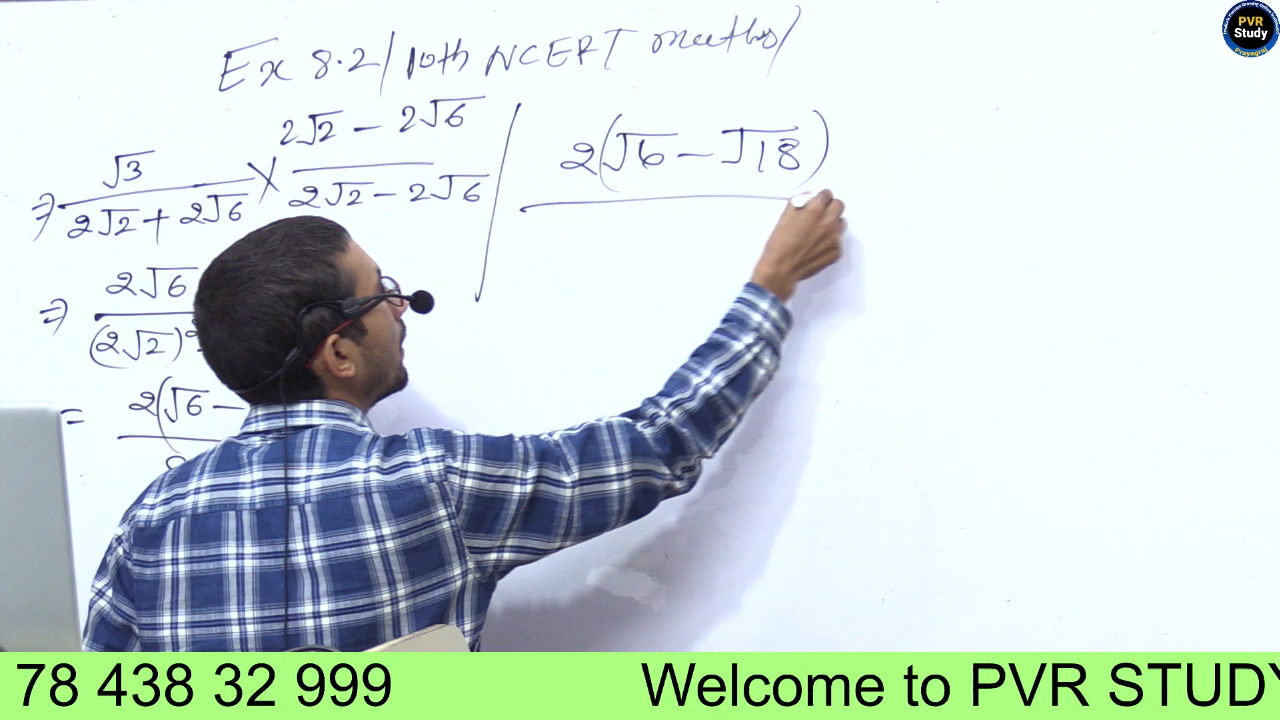 Ex 8.2/10th NCERT maths/
⇒ √3 / (2√2 + 2√6) × (2√2 − 2√6) / (2√2 − 2√6)
⇒ 2√6
(2√2)²
= 2(√6 −
2(√6 − √18)
PVR
Study
Prayagraj
78 438 32 999
Welcome to PVR STUDY